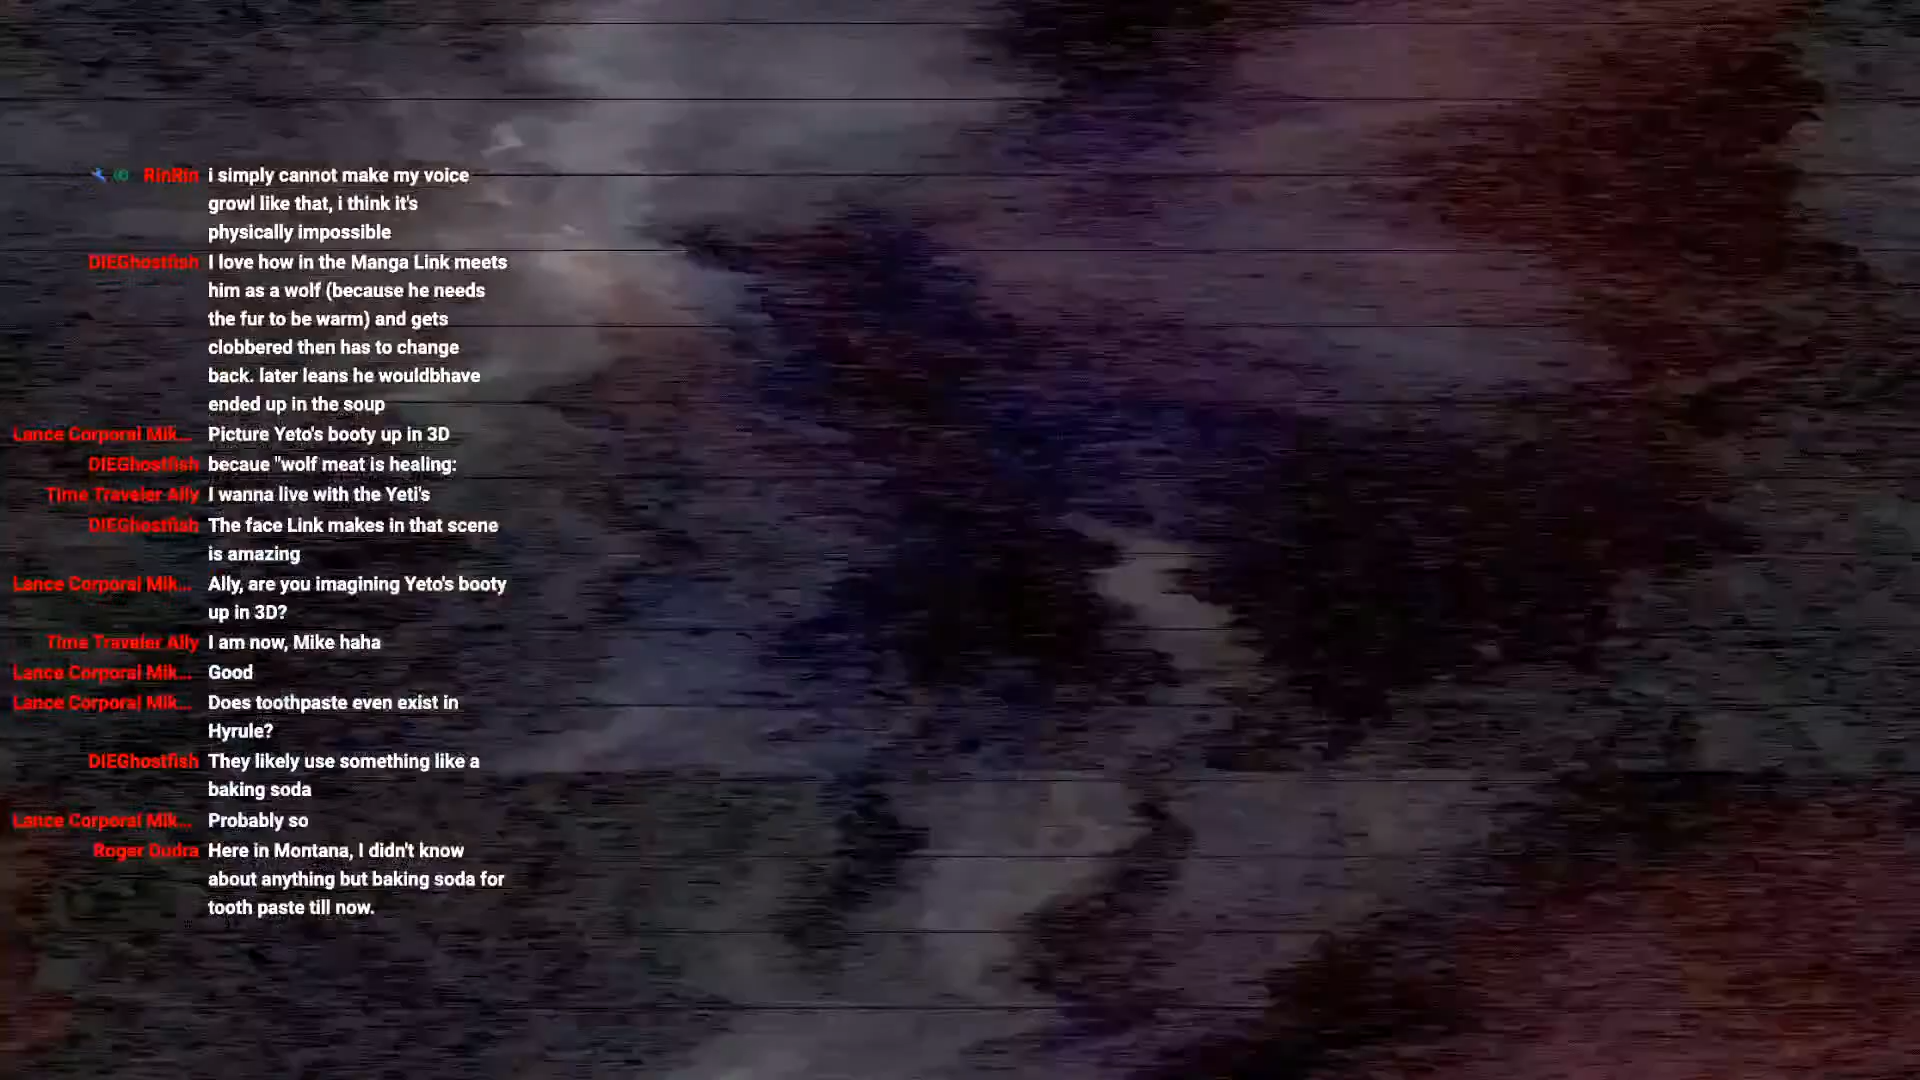 RinRin i simply cannot make my voice
growl like that, i think it's
physically impossible
DIEGhostfish I love how in the Manga Link meets
him as a wolf (because he needs
the fur to be warm) and gets
clobbered then has to change
back. later leans he wouldbhave
ended up in the soup
Lance Corporal Mik... Picture Yeto's booty up in 3D
DIEGhostfish becaue "wolf meat is healing:
Time Traveler Ally I wanna live with the Yeti's
DIEGhostfish The face Link makes in that scene
is amazing
Lance Corporal Mik... Ally, are you imagining Yeto's booty
up in 3D?
Time Traveler Ally I am now, Mike haha
Lance Corporal Mik... Good
Lance Corporal Mik... Does toothpaste even exist in
Hyrule?
DIEGhostfish They likely use something like a
baking soda
Lance Corporal Mik... Probably so
Roger Dudra Here in Montana, I didn't know
about anything but baking soda for
tooth paste till now.